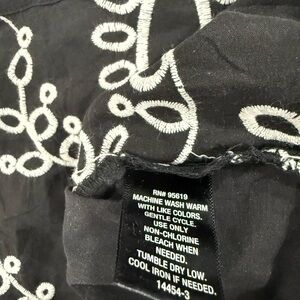 RN# 95619
MACHINE WASH WARM
WITH LIKE COLORS.
GENTLE CYCLE.
USE ONLY
NON-CHLORINE
BLEACH WHEN
NEEDED.
TUMBLE DRY LOW.
COOL IRON IF NEEDED.
14454-3